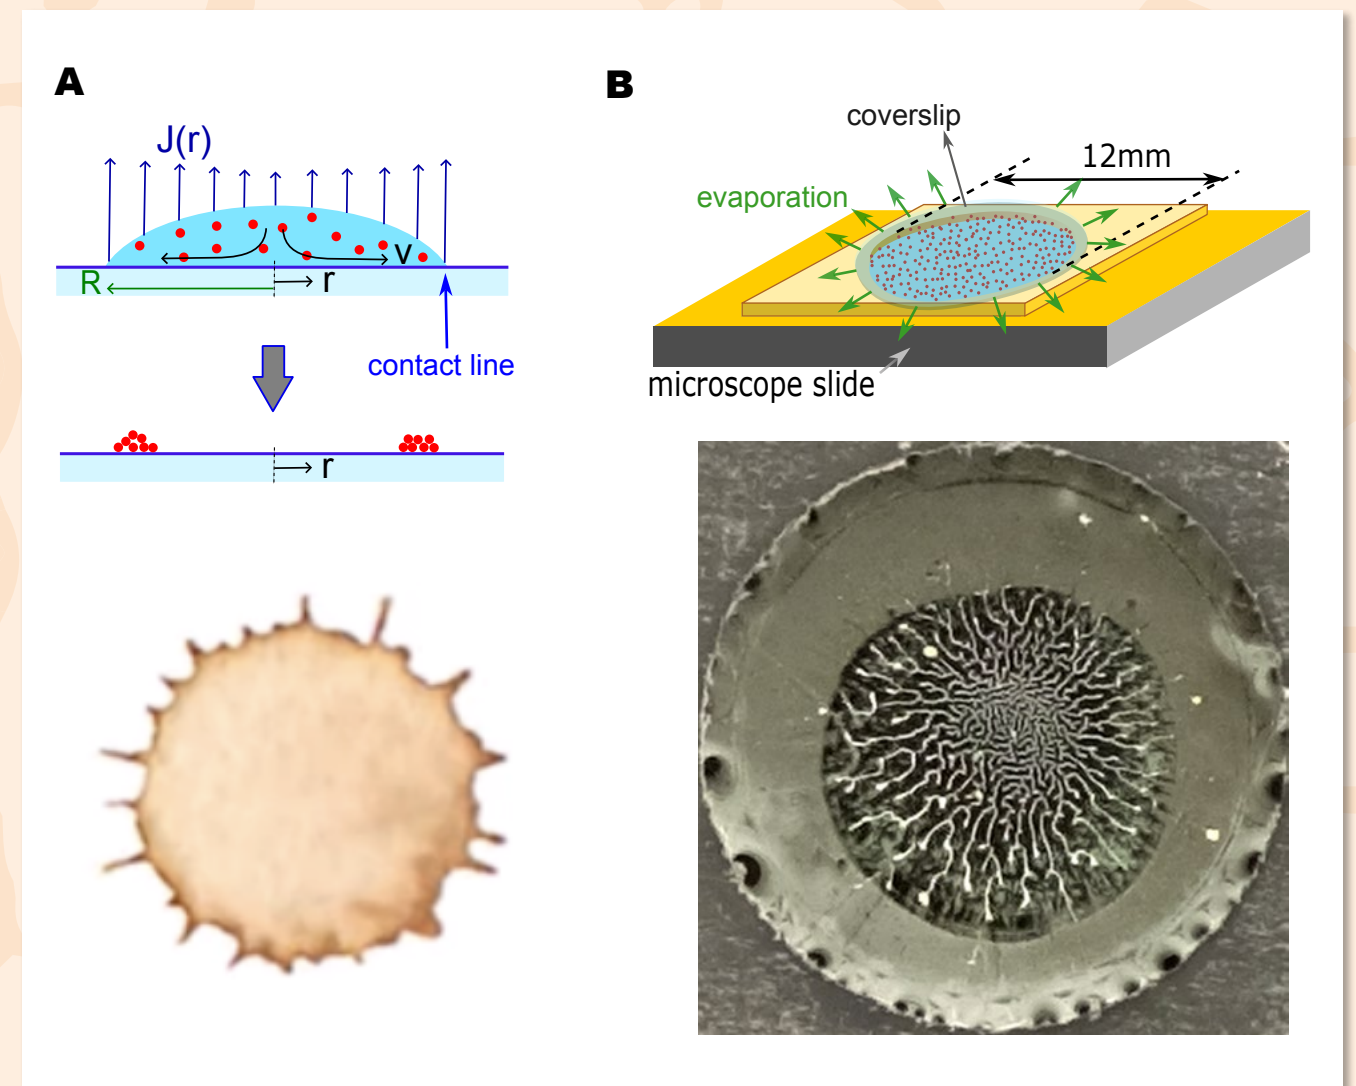 A
J(r)
v
R
r
contact line
r
B
coverslip
12mm
evaporation
microscope slide